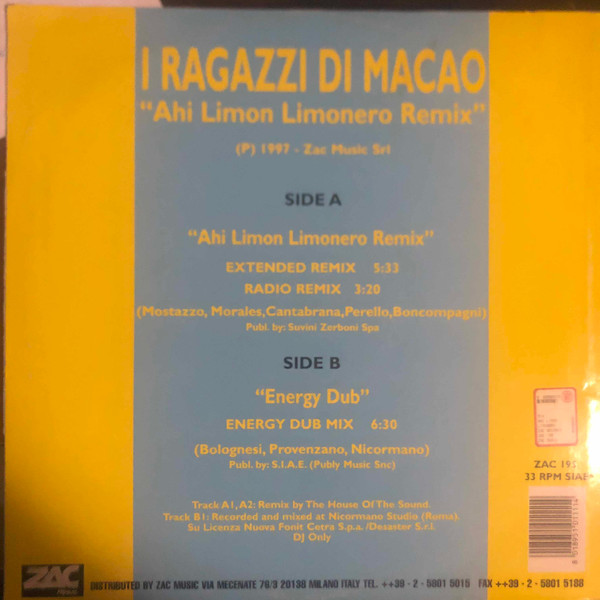 I RAGAZZI DI MACAO
“Ahi Limon Limonero Remix”
(P) 1997 - Zac Music Srl
SIDE A
“Ahi Limon Limonero Remix”
EXTENDED REMIX 5:33
RADIO REMIX 3:20
(Mostazzo, Morales,Cantabrana,Perello,Boncompagni)
Publ. by: Suvini Zerboni Spa
SIDE B
“Energy Dub”
ENERGY DUB MIX 6:30
(Bolognesi, Provenzano, Nicormano)
Publ. by: S.I.A.E. (Publy Music Snc)
ZAC
33 RPM SIAE
Track A1, A2: Remix by The House Of The Sound.
Track B1: Recorded and mixed at Nicormano Studio (Roma).
Su Licenza Nuova Fonit Cetra S.p.a. /Dexaster S.r.l.
DJ Only
ZAC
DISTRIBUTED BY ZAC MUSIC VIA MECENATE 76/3 20138 MILANO ITALY TEL. ++39 - 2 - 5801 5015 FAX ++39 - 2 - 5801 5188